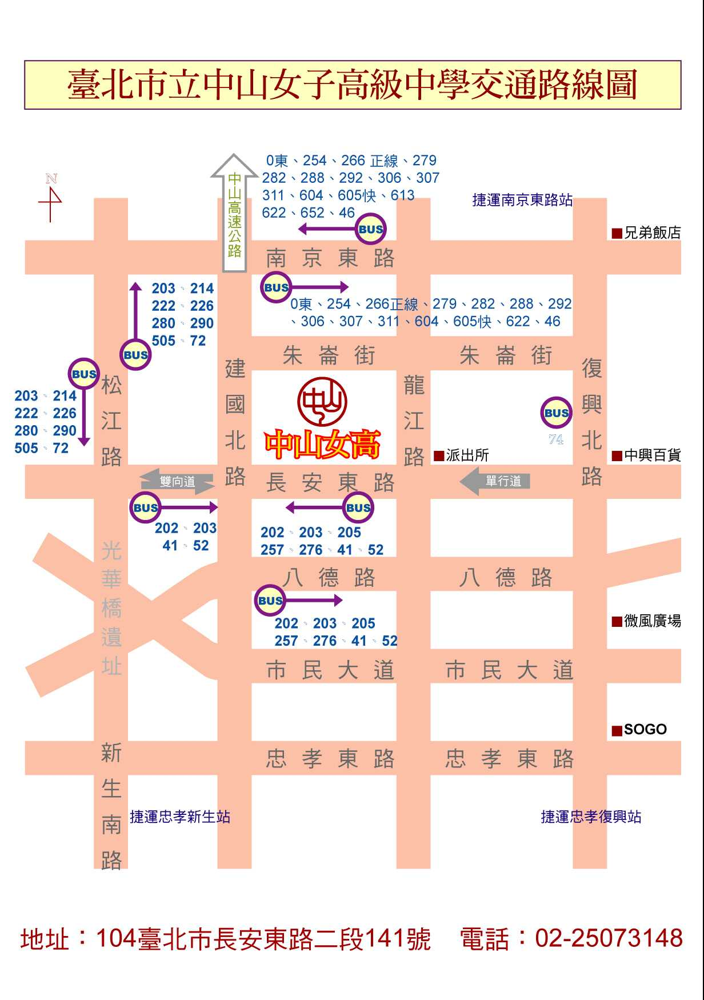 臺北市立中山女子高級中學交通路線圖
N
中山高速公路
0東、254、266 正線、279
282、288、292、306、307
311、604、605快、613
622、652、46
BUS
捷運南京東路站
兄弟飯店
南京東路
BUS
0東、254、266正線、279、282、288、292
、306、307、311、604、605快、622、46
203、214
222、226
280、290
505、72
BUS
BUS
203、214
222、226
280、290
505、72
松江路
建國北路
朱崙街
朱崙街
龍江路
復興北路
中山
中山女高
BUS
74
派出所
中興百貨
雙向道
長安東路
單行道
BUS
202、203
41、52
BUS
202、203、205
257、276、41、52
光華橋遺址
八德路
八德路
BUS
202、203、205
257、276、41、52
微風廣場
市民大道
市民大道
SOGO
新生南路
忠孝東路
忠孝東路
捷運忠孝新生站
捷運忠孝復興站
地址：104臺北市長安東路二段141號 電話：02-25073148